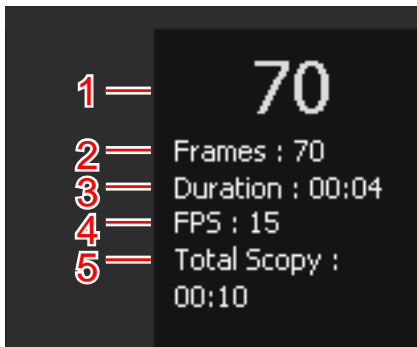 1 70
2 Frames : 70
3 Duration : 00:04
4 FPS : 15
5 Total Scopy :
00:10